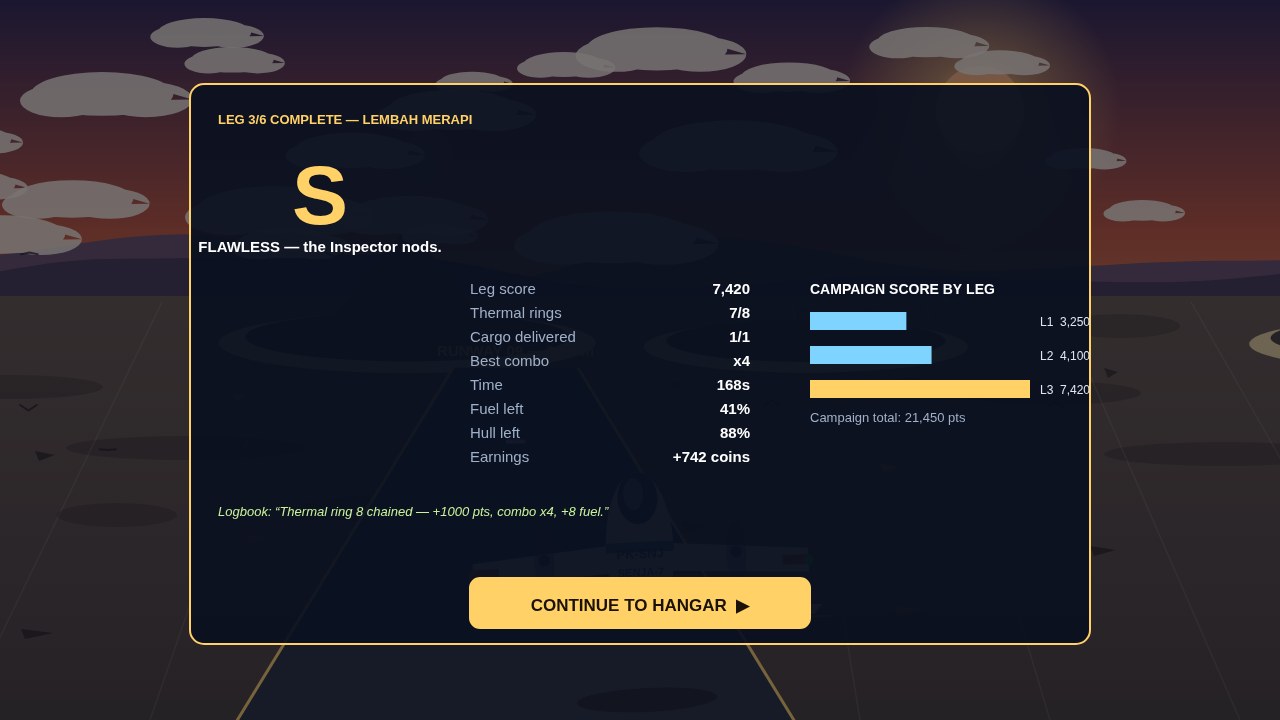 LEG 3/6 COMPLETE — LEMBAH MERAPI
S
FLAWLESS — the Inspector nods.
Leg score 7,420
Thermal rings 7/8
Cargo delivered 1/1
Best combo x4
Time 168s
Fuel left 41%
Hull left 88%
Earnings +742 coins
CAMPAIGN SCORE BY LEG
L1 3,250
L2 4,100
L3 7,420
Campaign total: 21,450 pts
Logbook: “Thermal ring 8 chained — +1000 pts, combo x4, +8 fuel.”
CONTINUE TO HANGAR ▶